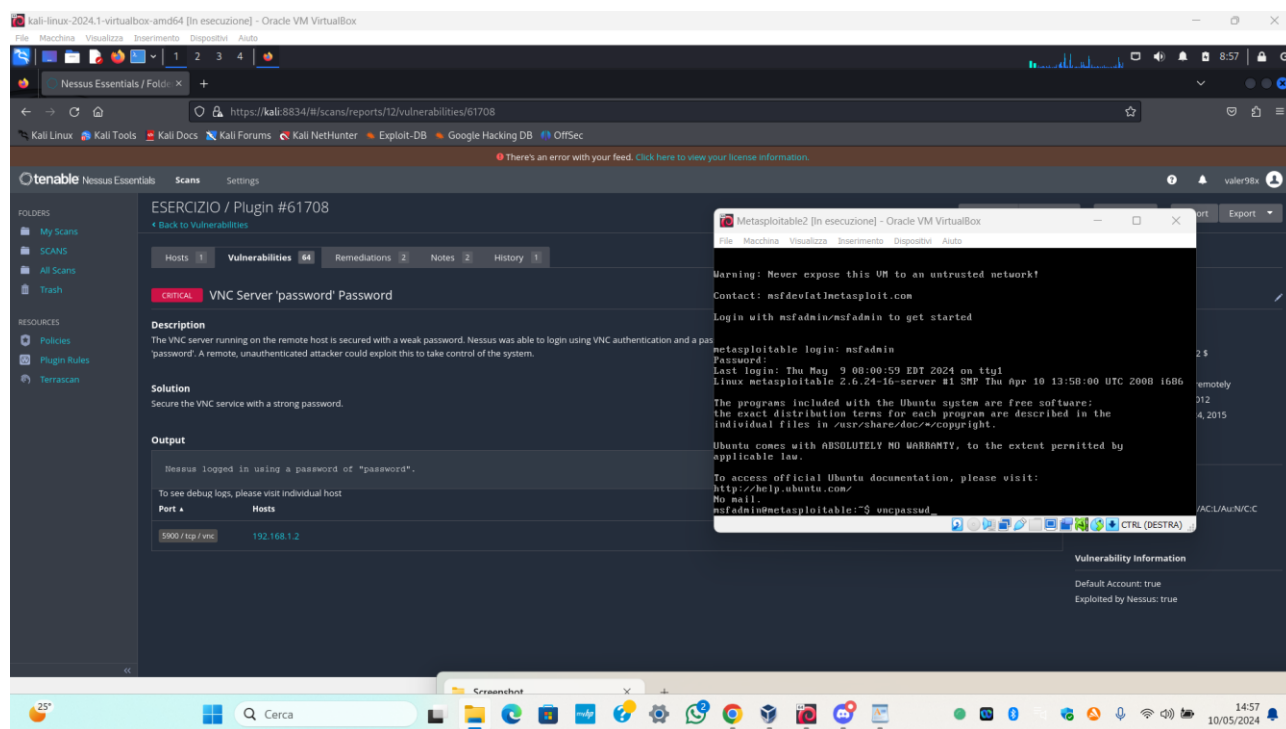 kali-linux-2024.1-virtualbox-amd64 [In esecuzione] - Oracle VM VirtualBox
File Macchina Visualizza Inserimento Dispositivi Aiuto
1 2 3 4
8:57
Nessus Essentials / Folde
https://kali:8834/#/scans/reports/12/vulnerabilities/61708
Kali Linux Kali Tools Kali Docs Kali Forums Kali NetHunter Exploit-DB Google Hacking DB OffSec
There's an error with your feed. Click here to view your license information.
tenable Nessus Essentials Scans Settings
valer98x
FOLDERS
My Scans
SCANS
All Scans
Trash
RESOURCES
Policies
Plugin Rules
Terrascan
ESERCIZIO / Plugin #61708
Back to Vulnerabilities
Hosts 1 Vulnerabilities 64 Remediations 2 Notes 2 History 1
CRITICAL VNC Server 'password' Password
Description
The VNC server running on the remote host is secured with a weak password. Nessus was able to login using VNC authentication and a pas
'password'. A remote, unauthenticated attacker could exploit this to take control of the system.
Solution
Secure the VNC service with a strong password.
Output
Nessus logged in using a password of "password".
To see debug logs, please visit individual host
Port Hosts
5900 / tcp / vnc 192.168.1.2
ort Export
Metasploitable2 [In esecuzione] - Oracle VM VirtualBox
File Macchina Visualizza Inserimento Dispositivi Aiuto
Warning: Never expose this VM to an untrusted network!
Contact: msfdev[at]metasploit.com
Login with msfadmin/msfadmin to get started
metasploitable login: msfadmin
Password:
Last login: Thu May 9 08:00:59 EDT 2024 on tty1
Linux metasploitable 2.6.24-16-server #1 SMP Thu Apr 10 13:58:00 UTC 2008 i686
The programs included with the Ubuntu system are free software;
the exact distribution terms for each program are described in the
individual files in /usr/share/doc/*/copyright.
Ubuntu comes with ABSOLUTELY NO WARRANTY, to the extent permitted by
applicable law.
To access official Ubuntu documentation, please visit:
http://help.ubuntu.com/
No mail.
msfadmin@metasploitable:~$ vncpasswd_
CTRL (DESTRA)
2 $
emotely
012
4, 2015
/AC:L/Au:N/C:C
Vulnerability Information
Default Account: true
Exploited by Nessus: true
Screenshot
25°
Cerca
14:57
10/05/2024